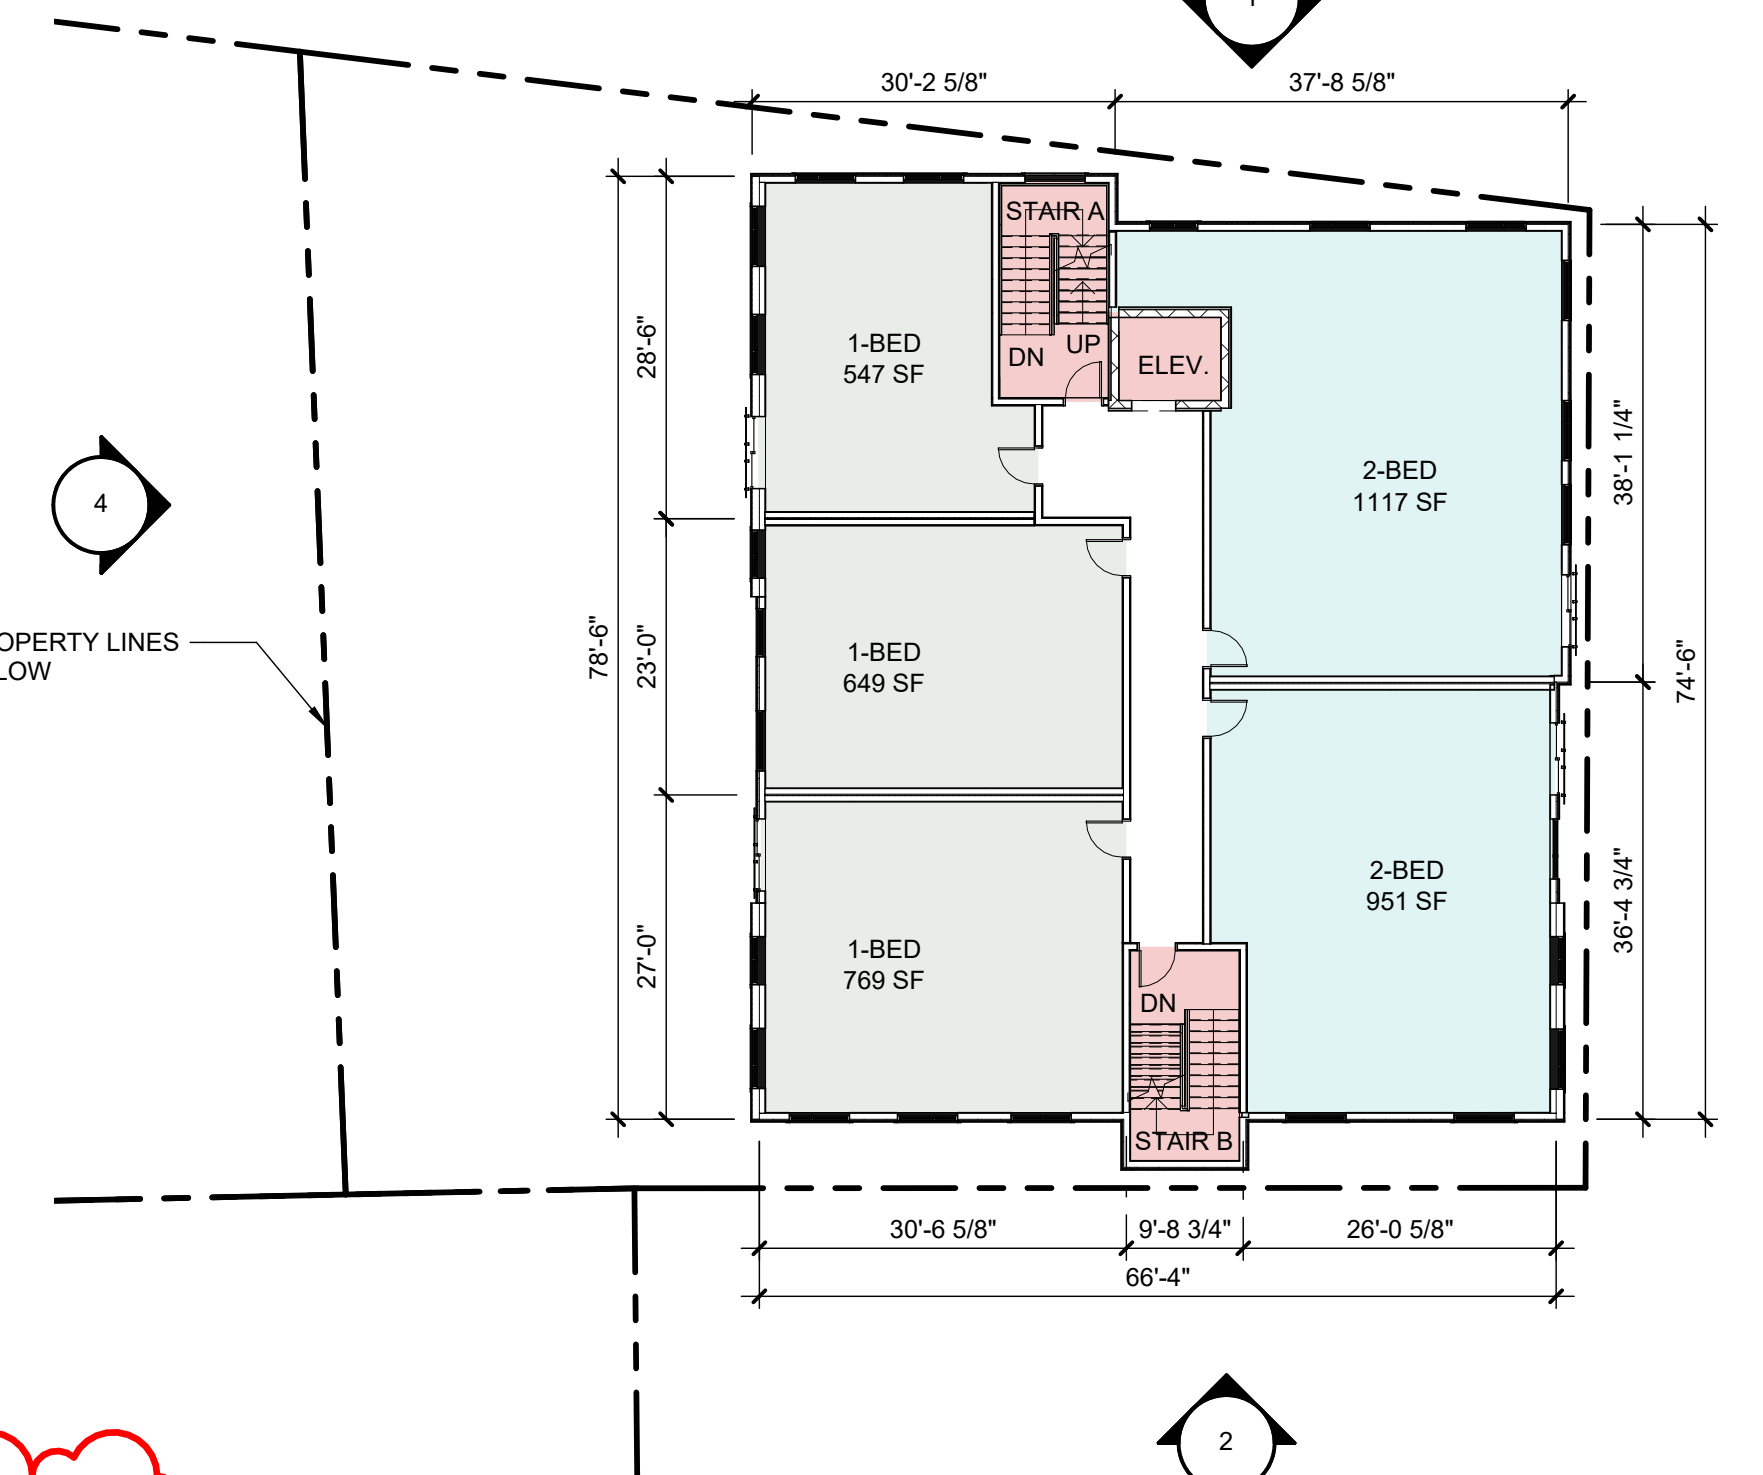 30'-2 5/8"
37'-8 5/8"
STAIR A
28'-6"
1-BED
547 SF
DN
UP
ELEV.
38'-1 1/4"
2-BED
1117 SF
4
OPERTY LINES
LOW
78'-6"
23'-0"
1-BED
649 SF
74'-6"
2-BED
951 SF
36'-4 3/4"
27'-0"
1-BED
769 SF
DN
STAIR B
30'-6 5/8"
9'-8 3/4"
26'-0 5/8"
66'-4"
2